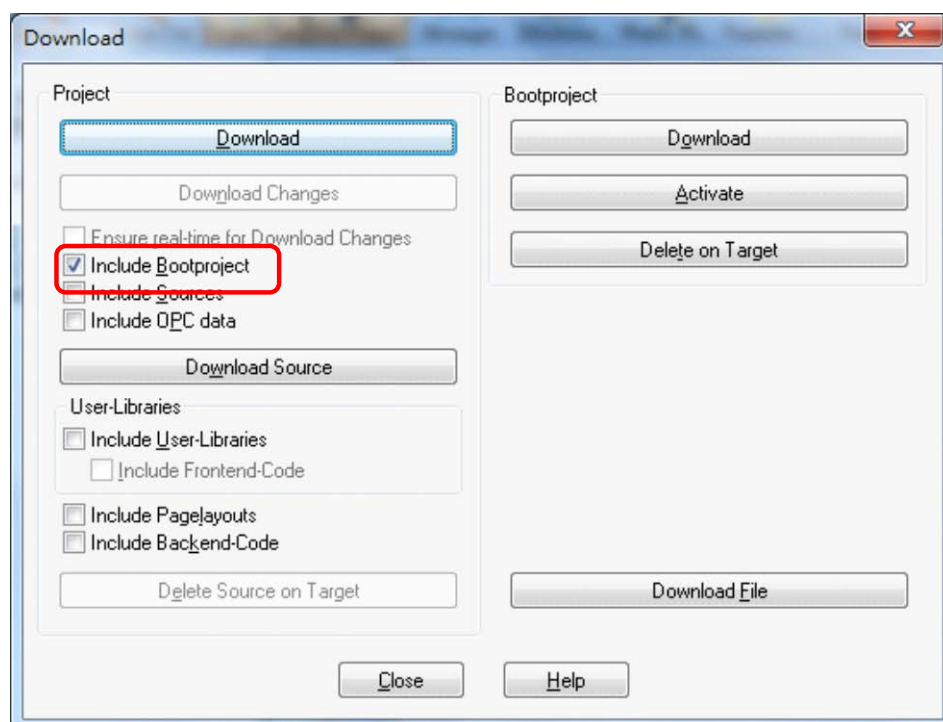 Download
Project
Download
Download Changes
Ensure real-time for Download Changes
Include Bootproject
Include Sources
Include OPC data
Download Source
User-Libraries
Include User-Libraries
Include Frontend-Code
Include Pagelayouts
Include Backend-Code
Delete Source on Target
Bootproject
Download
Activate
Delete on Target
Download File
Close
Help